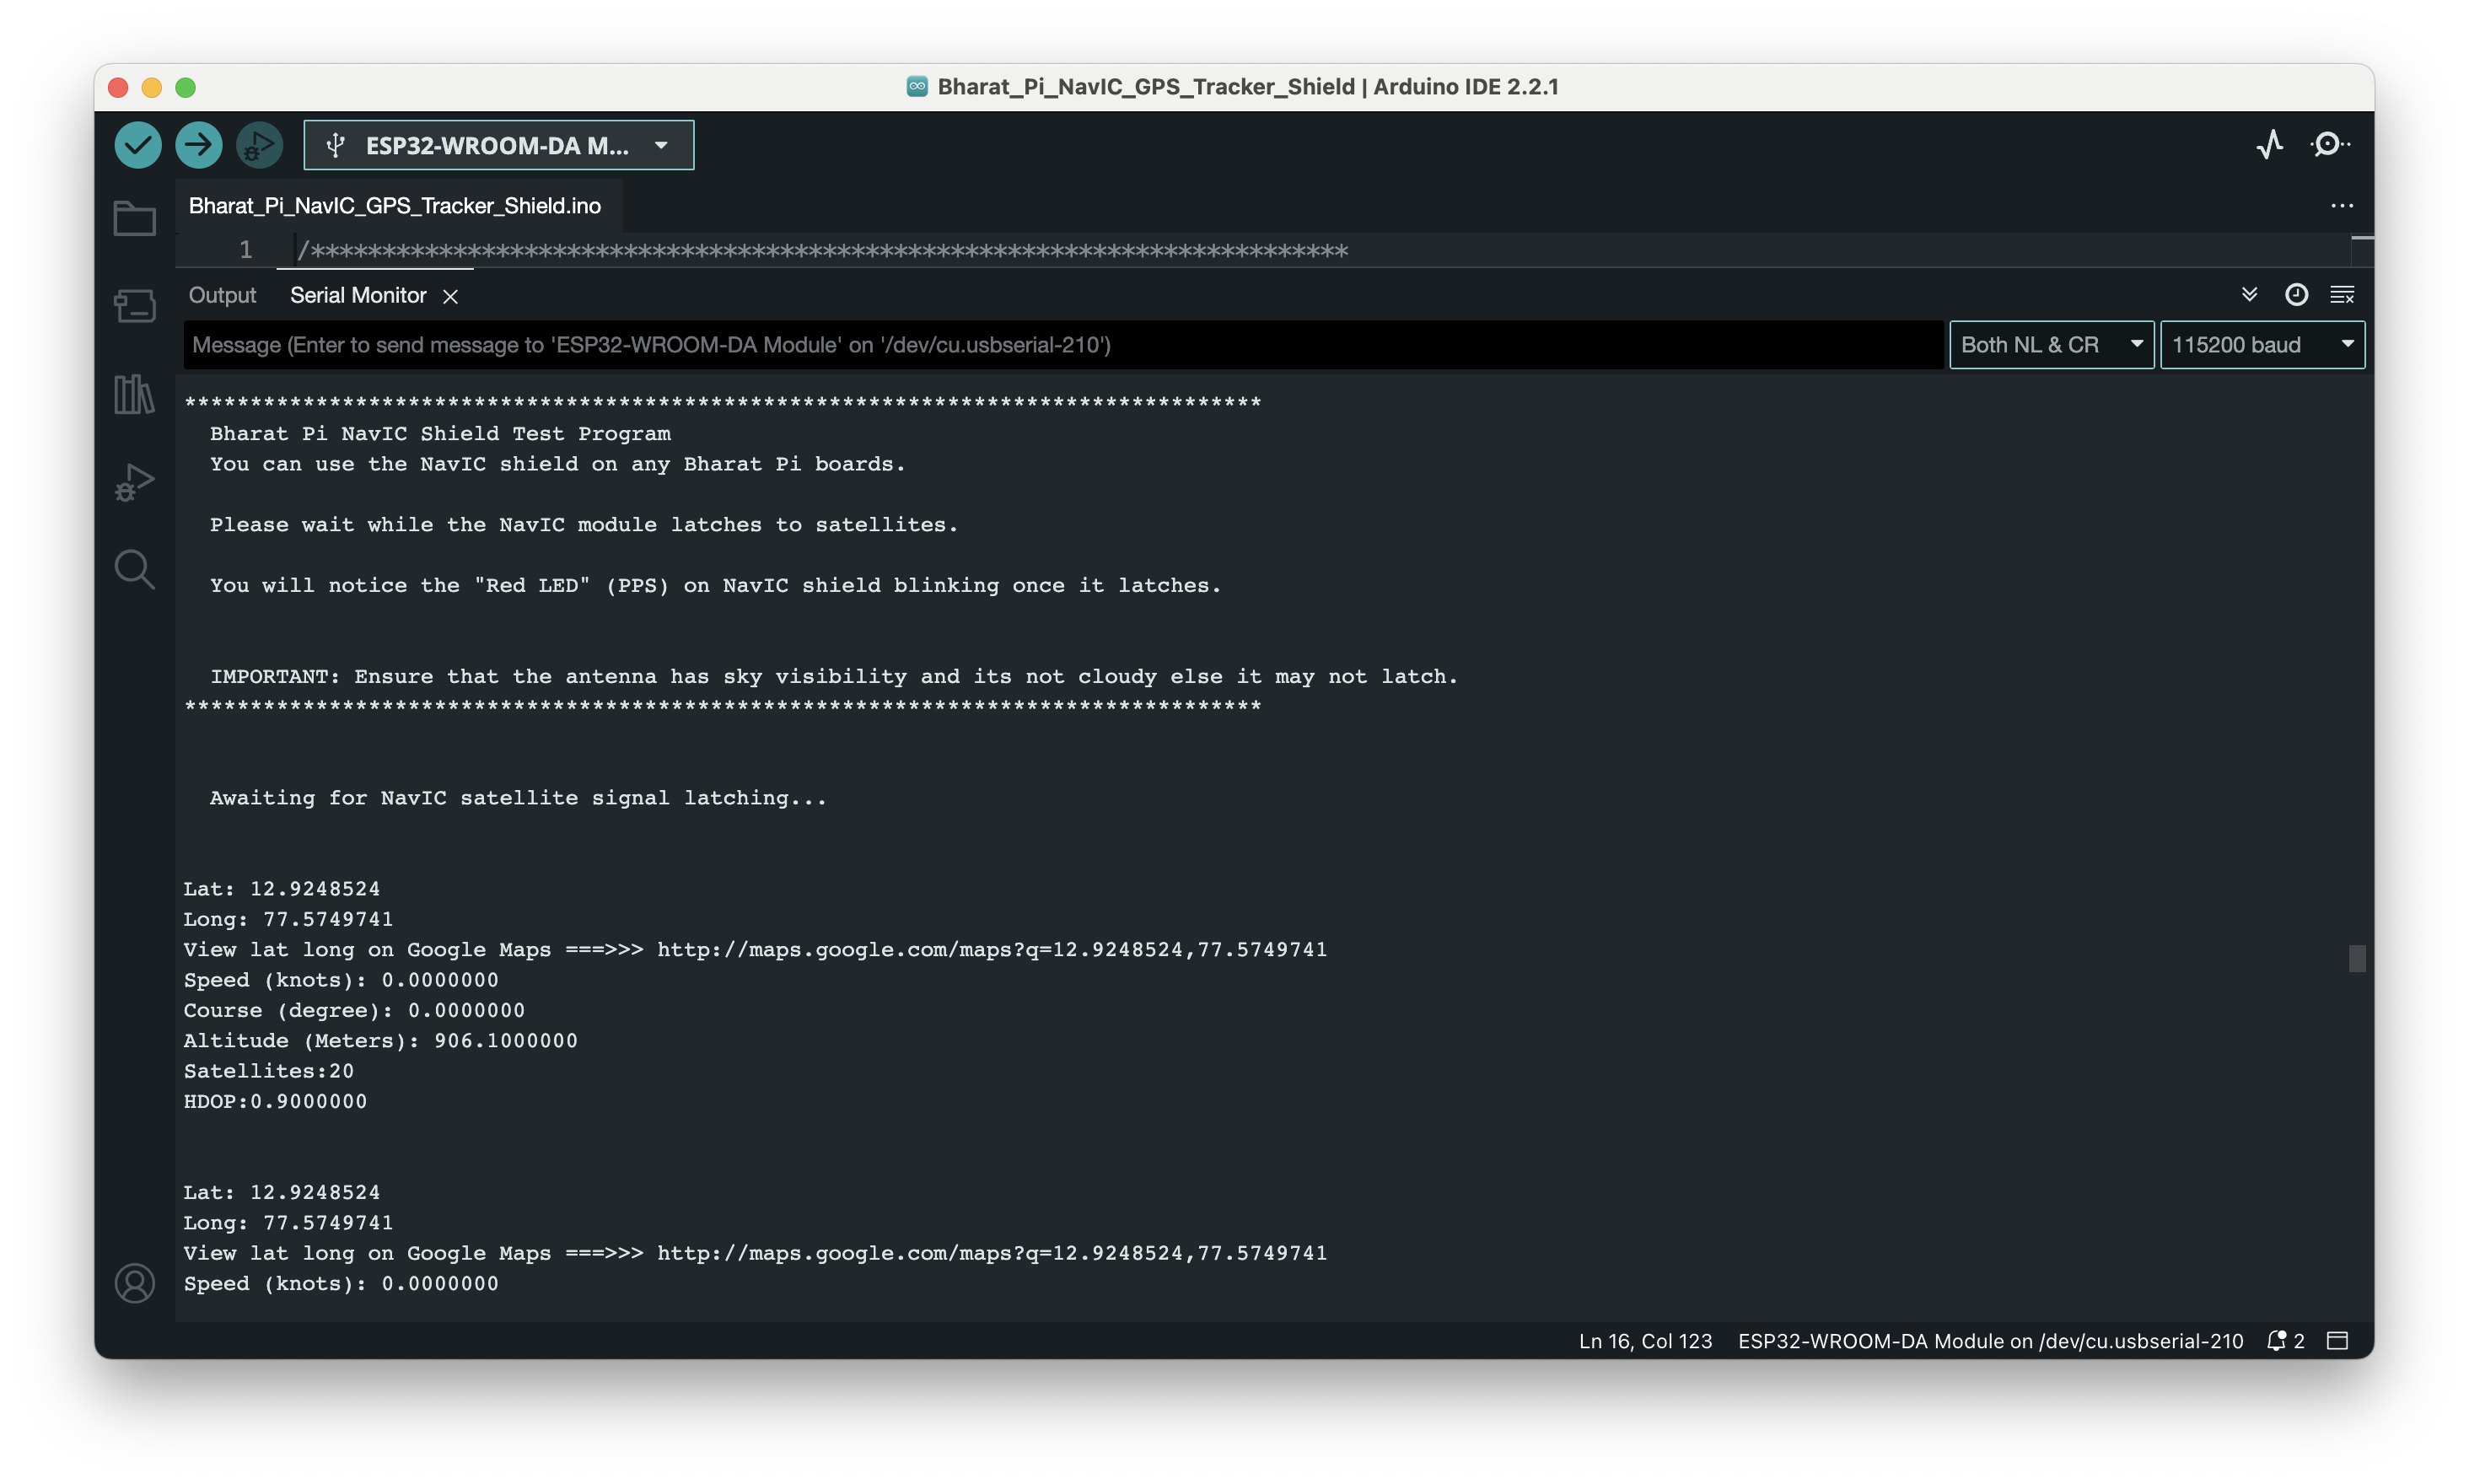 Bharat_Pi_NavIC_GPS_Tracker_Shield | Arduino IDE 2.2.1
ESP32-WROOM-DA M...
Bharat_Pi_NavIC_GPS_Tracker_Shield.ino
1 /*************************************************************************
Output Serial Monitor
Message (Enter to send message to 'ESP32-WROOM-DA Module' on '/dev/cu.usbserial-210')
Both NL & CR
115200 baud
**********************************************************************************
Bharat Pi NavIC Shield Test Program
You can use the NavIC shield on any Bharat Pi boards.
Please wait while the NavIC module latches to satellites.
You will notice the "Red LED" (PPS) on NavIC shield blinking once it latches.
IMPORTANT: Ensure that the antenna has sky visibility and its not cloudy else it may not latch.
**********************************************************************************
Awaiting for NavIC satellite signal latching...
Lat: 12.9248524
Long: 77.5749741
View lat long on Google Maps ===>>> http://maps.google.com/maps?q=12.9248524,77.5749741
Speed (knots): 0.0000000
Course (degree): 0.0000000
Altitude (Meters): 906.1000000
Satellites:20
HDOP:0.9000000
Lat: 12.9248524
Long: 77.5749741
View lat long on Google Maps ===>>> http://maps.google.com/maps?q=12.9248524,77.5749741
Speed (knots): 0.0000000
Ln 16, Col 123 ESP32-WROOM-DA Module on /dev/cu.usbserial-210 2